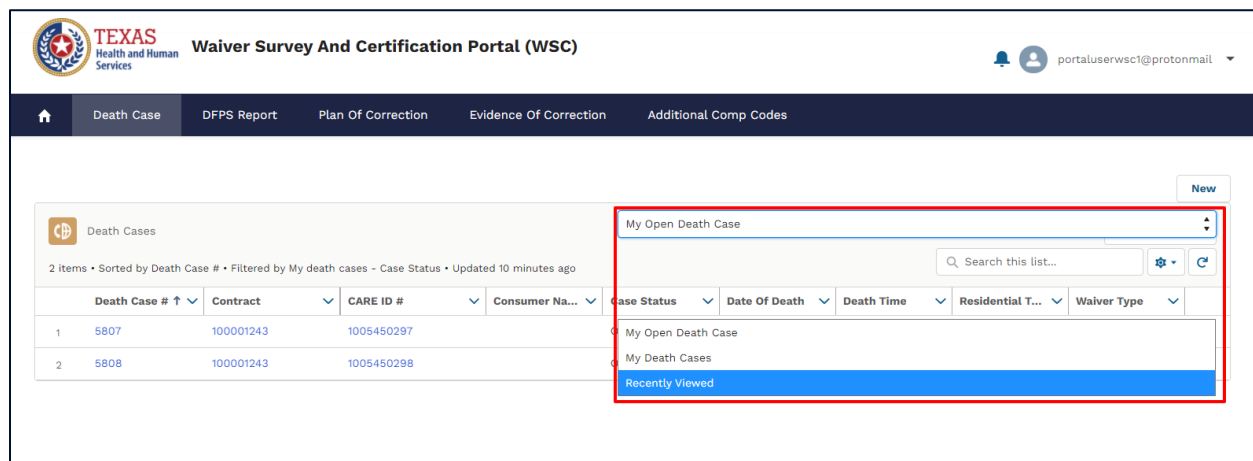 TEXAS
Health and Human
Services
Waiver Survey And Certification Portal (WSC)
portaluserwsc1@protonmail
Death Case DFPS Report Plan Of Correction Evidence Of Correction Additional Comp Codes
New
Death Cases
My Open Death Case
2 items • Sorted by Death Case # • Filtered by My death cases - Case Status • Updated 10 minutes ago
Search this list...
Death Case # ↑ Contract CARE ID # Consumer Na... Case Status Date Of Death Death Time Residential T... Waiver Type
1 5807 100001243 1005450297
2 5808 100001243 1005450298
My Open Death Case
My Death Cases
Recently Viewed